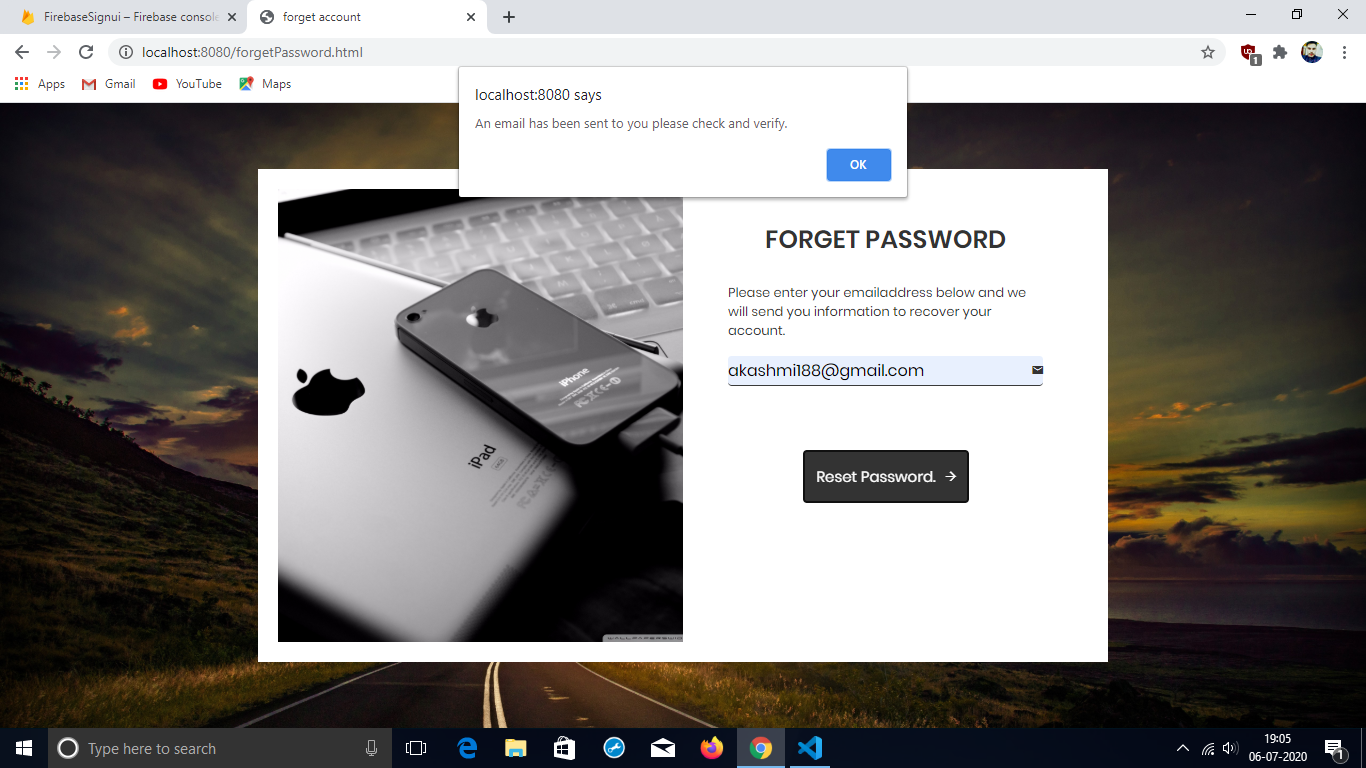 FirebaseSignui – Firebase console
forget account
localhost:8080/forgetPassword.html
1
Apps
Gmail
YouTube
Maps
localhost:8080 says
An email has been sent to you please check and verify.
OK
FORGET PASSWORD
Please enter your emailaddress below and we
will send you information to recover your
account.
akashmi188@gmail.com
Reset Password.
iPhone
iPad
Type here to search
19:05
06-07-2020
1